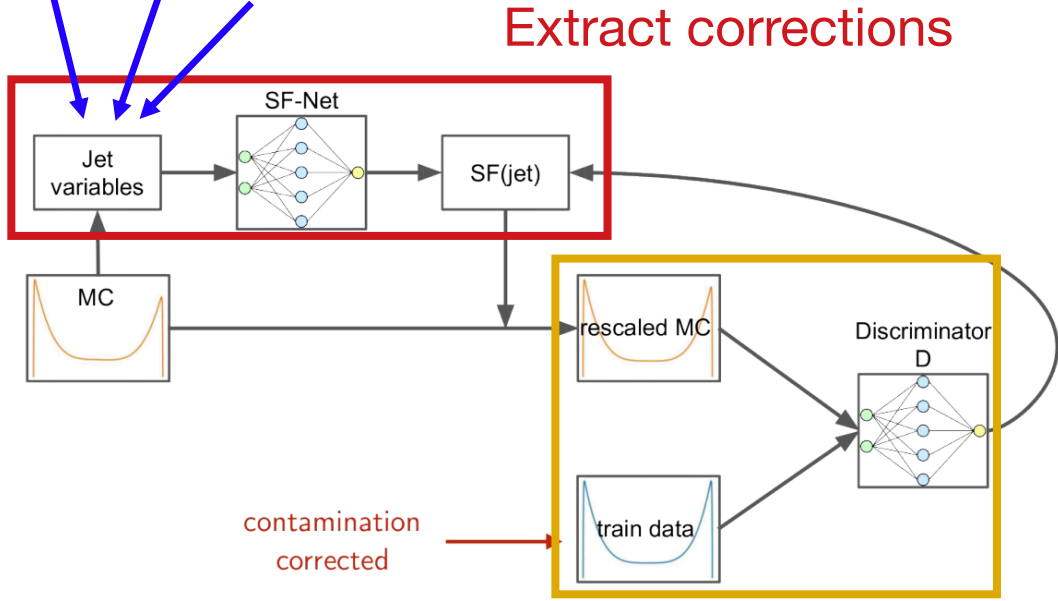 Extract corrections
SF-Net
Jet
variables
SF(jet)
MC
rescaled MC
Discriminator
D
train data
contamination
corrected